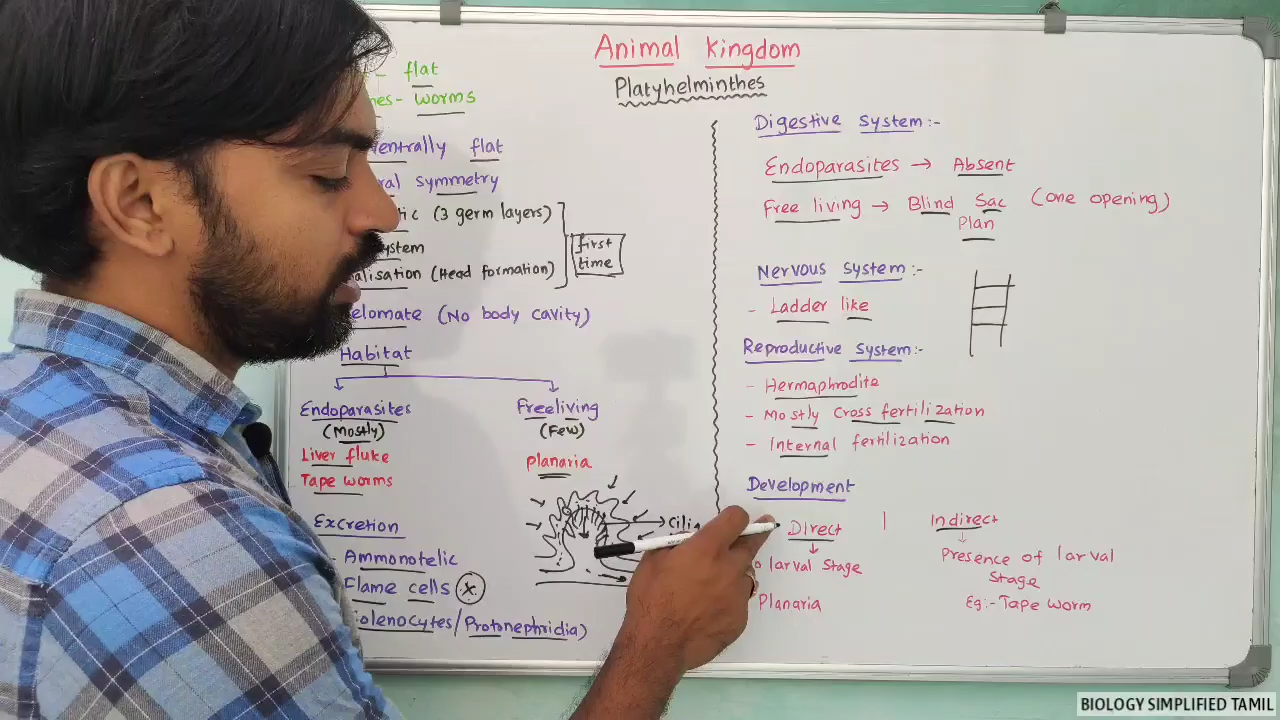 Animal Kingdom
Platyhelminthes
- flat
- worms
flat
symmetry
(3 germ layers)
(Head formation)
first
time
(No body cavity)
Habitat
Endoparasites
(Mostly)
Liver fluke
Tape worms
Freeliving
(Few)
Planaria
Excretion
Ammonotelic
Flame cells *
/Protonephridia)
Digestive System:-
Endoparasites → Absent
Free living → Blind Sac (one opening)
Plan
Nervous System:-
- Ladder like
Reproductive System:-
- Hermaphrodite
- Mostly Cross fertilization
- Internal fertilization
Development
Direct | Indirect
larval Stage
Planaria
Presence of larval
Stage
Eg:- Tape worm
BIOLOGY SIMPLIFIED TAMIL